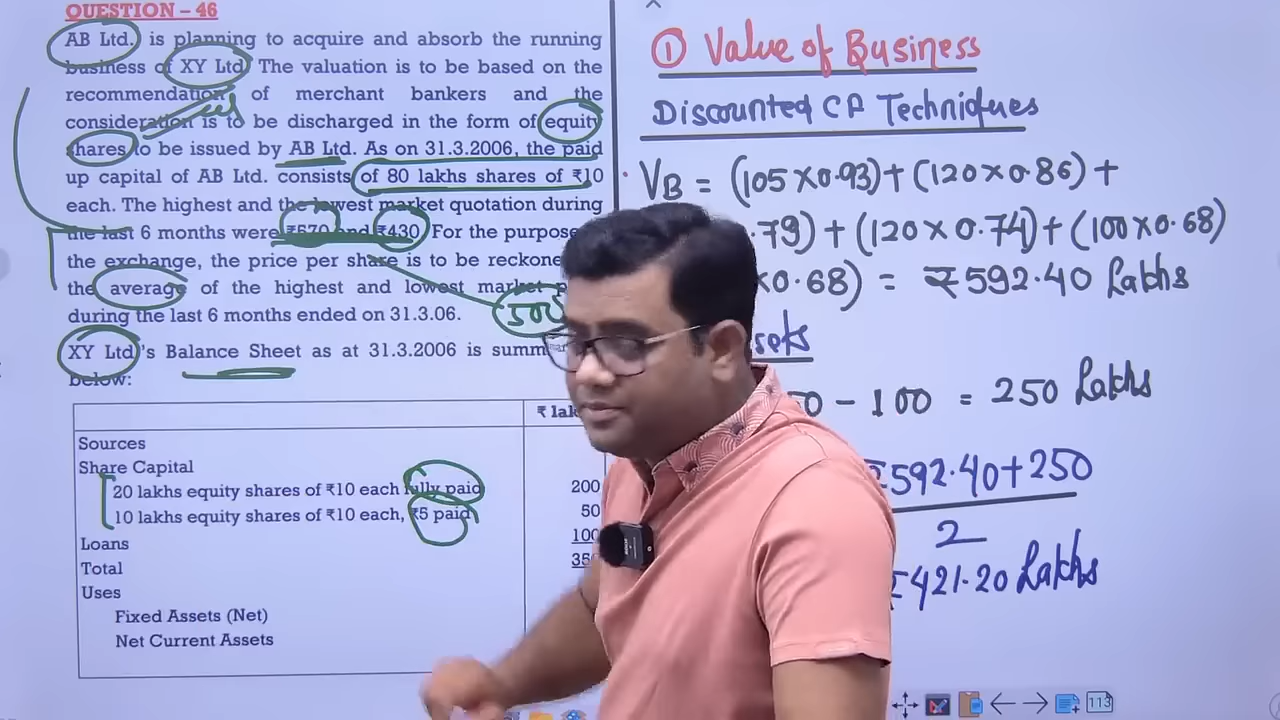 QUESTION – 46
AB Ltd. is planning to acquire and absorb the running
business of XY Ltd. The valuation is to be based on the
recommendation of merchant bankers and the
consideration is to be discharged in the form of equity
shares to be issued by AB Ltd. As on 31.3.2006, the paid
up capital of AB Ltd. consists of 80 lakhs shares of ₹10
each. The highest and the lowest market quotation during
the last 6 months were ₹570 and ₹430. For the purpose
the exchange, the price per share is to be
the average of the highest and lowest market
during the last 6 months ended on 31.3.06.
500
XY Ltd.'s Balance Sheet as at 31.3.2006 is
below:
₹
Sources
Share Capital
20 lakhs equity shares of ₹10 each fully paid 200
10 lakhs equity shares of ₹10 each, ₹5 paid 50
Loans 100
Total
Uses
Fixed Assets (Net)
Net Current Assets
① Value of Business
Discounted CF Techniques
VB = (105×0.93)+(120×0.86)+
.79)+(120×0.74)+(100×0.68)
×0.68) = ₹592.40 Lakhs
- 100 = 250 Lakhs
₹592.40+250
2
₹421.20 Lakhs
113